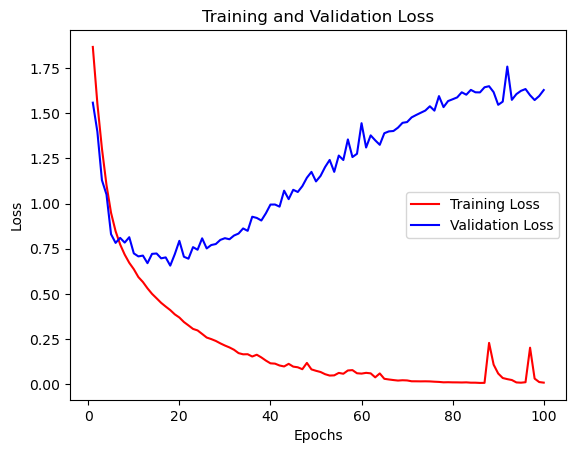 Training and Validation Loss
1.75
1.50
1.25
1.00
0.75
0.50
0.25
0.00
Loss
Training Loss
Validation Loss
0 20 40 60 80 100
Epochs